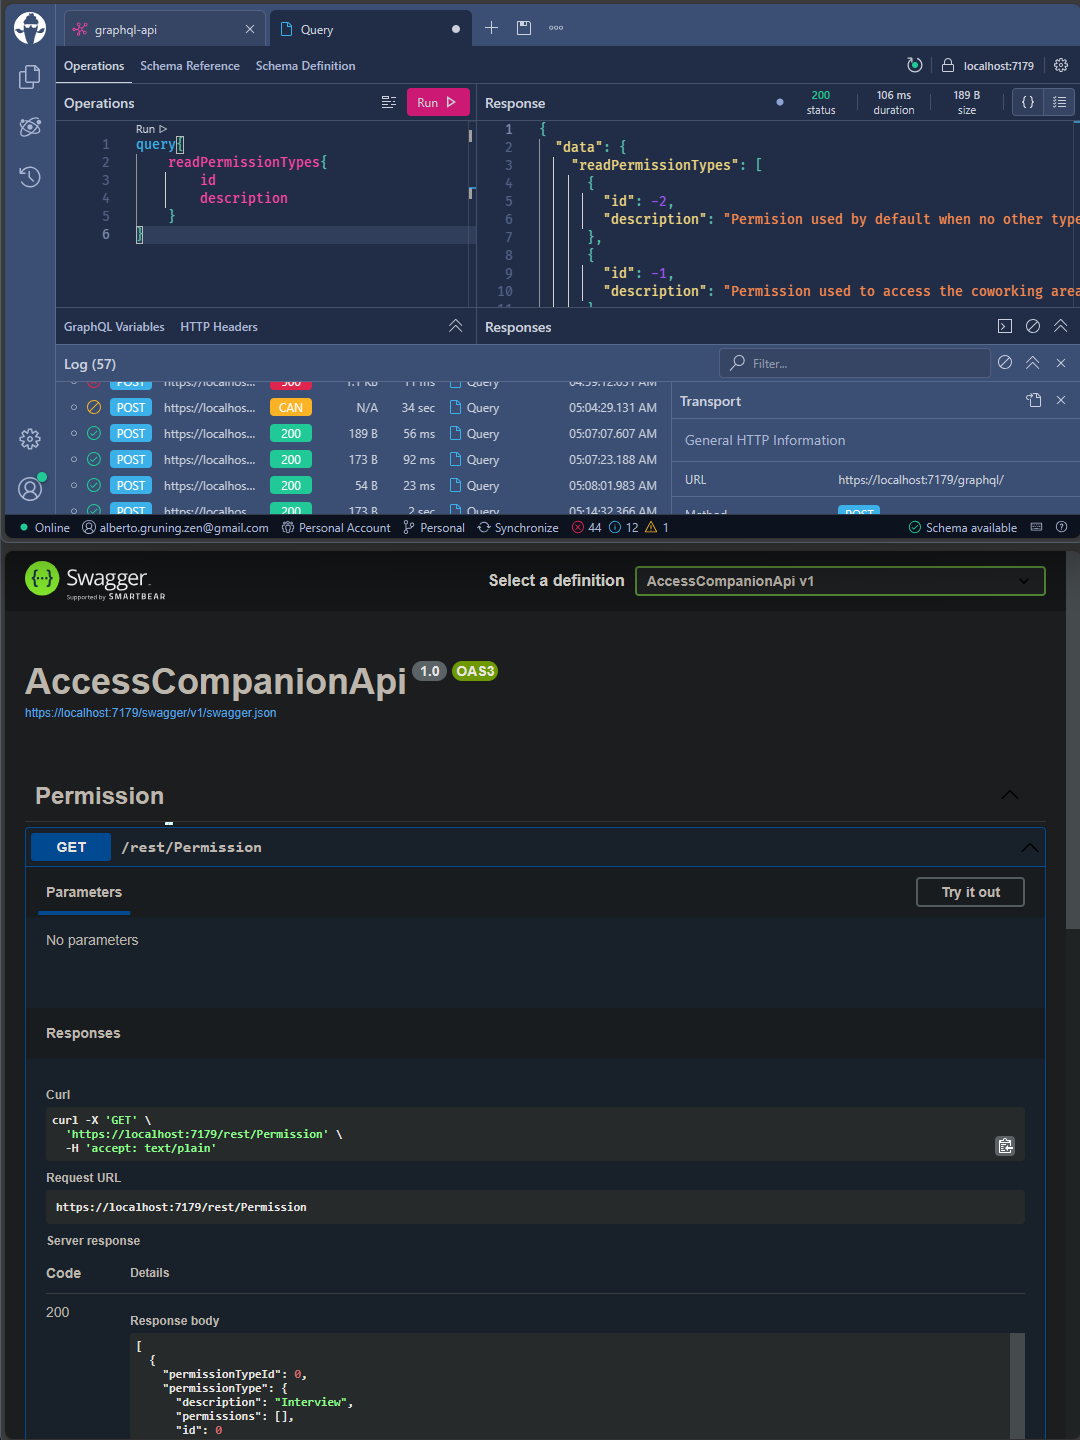 graphql-api
Query
Operations Schema Reference Schema Definition
localhost:7179
Operations
Run
Response
200 status
106 ms duration
189 B size
{ }
Run
1 query{
2 readPermissionTypes{
3 id
4 description
5 }
6 }
1 {
2 "data": {
3 "readPermissionTypes": [
4 {
5 "id": -2,
6 "description": "Permision used by default when no other type
7 },
8 {
9 "id": -1,
10 "description": "Permission used to access the coworking area
GraphQL Variables HTTP Headers
Responses
Log (57)
Filter...
POST https://localhos... 500 1.1 KB 11 ms Query 04:59:12.631 AM
POST https://localhos... CAN N/A 34 sec Query 05:04:29.131 AM
POST https://localhos... 200 189 B 56 ms Query 05:07:07.607 AM
POST https://localhos... 200 173 B 92 ms Query 05:07:23.188 AM
POST https://localhos... 200 54 B 23 ms Query 05:08:01.983 AM
POST https://localhos... 200 173 B 2 sec Query 05:14:32.366 AM
Transport
General HTTP Information
URL https://localhost:7179/graphql/
Method POST
Online alberto.gruning.zen@gmail.com Personal Account Personal Synchronize 44 12 1 Schema available
Swagger.
Supported by SMARTBEAR
Select a definition AccessCompanionApi v1
AccessCompanionApi 1.0 OAS3
https://localhost:7179/swagger/v1/swagger.json
Permission
GET /rest/Permission
Parameters
Try it out
No parameters
Responses
Curl
curl -X 'GET' \
'https://localhost:7179/rest/Permission' \
-H 'accept: text/plain'
Request URL
https://localhost:7179/rest/Permission
Server response
Code Details
200
Response body
[
{
"permissionTypeId": 0,
"permissionType": {
"description": "Interview",
"permissions": [],
"id": 0